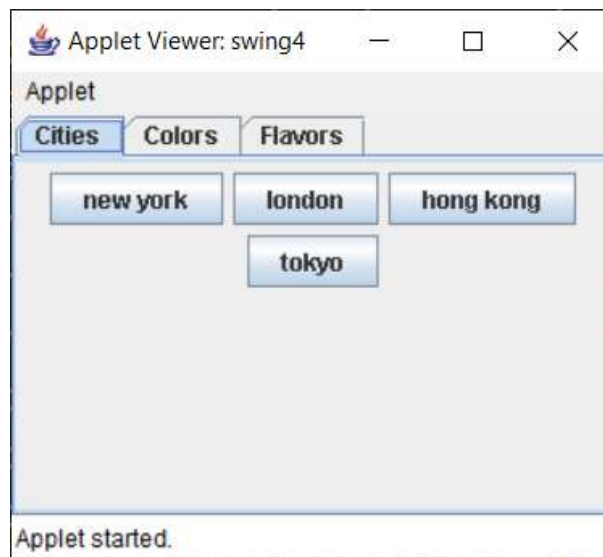 Applet Viewer: swing4
Applet
Cities Colors Flavors
new york london hong kong
tokyo
Applet started.